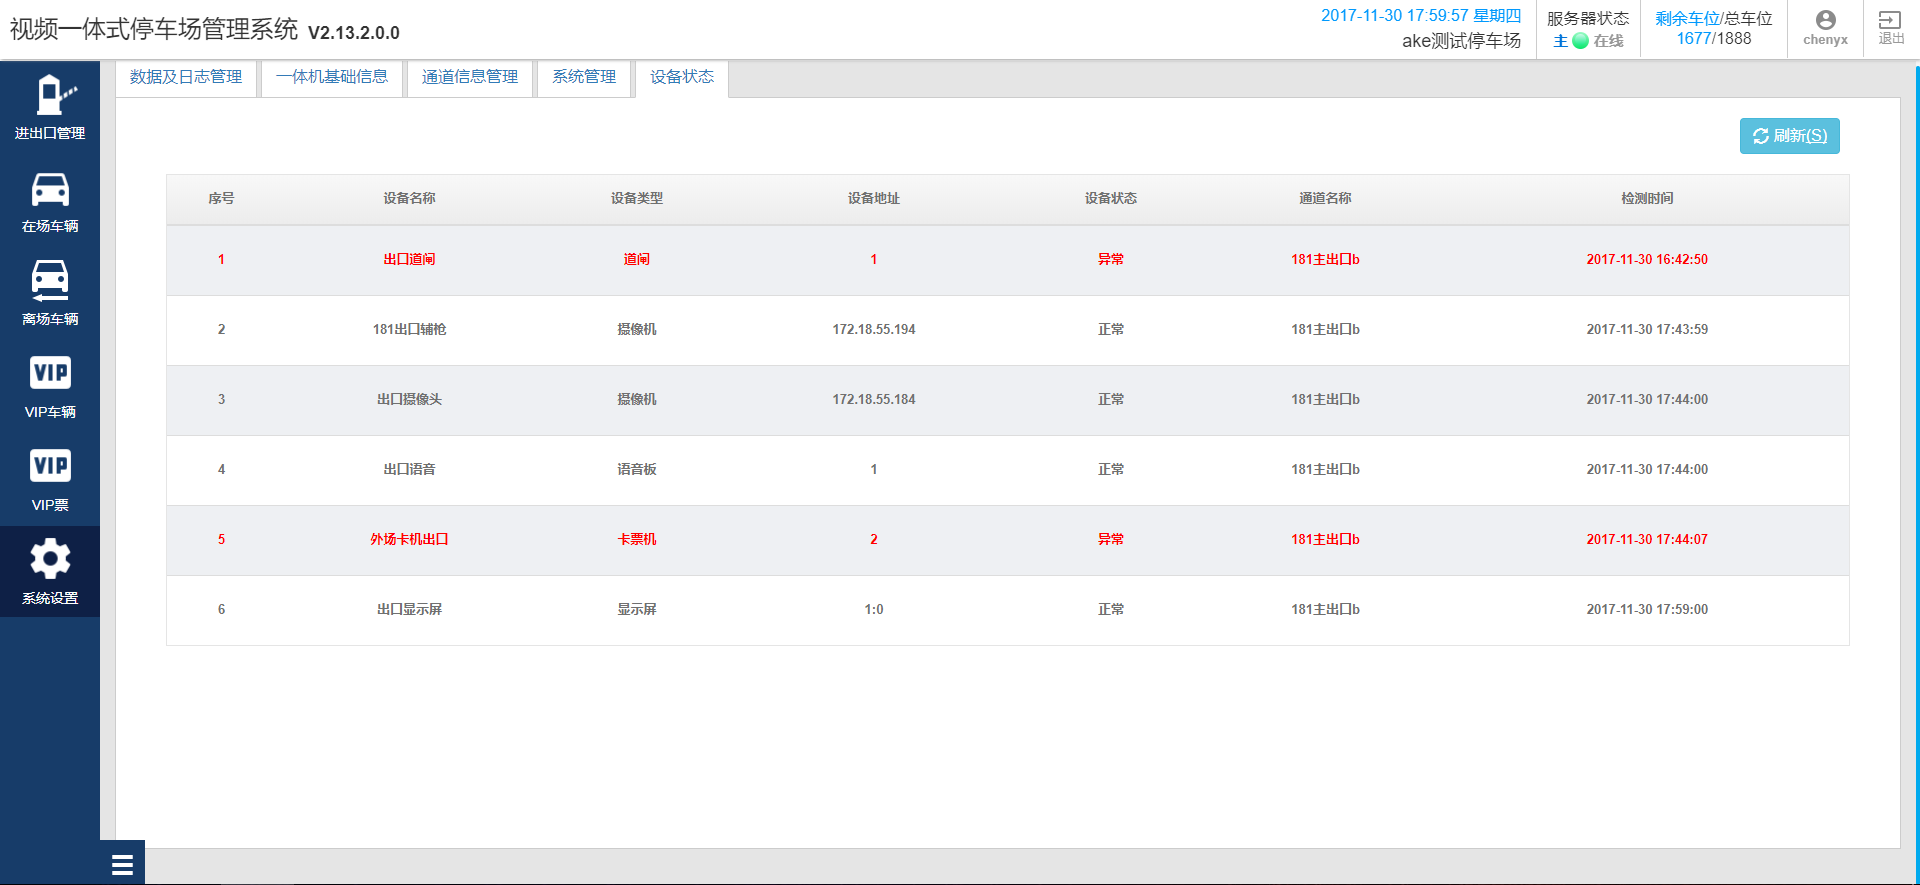 视频一体式停车场管理系统 V2.13.2.0.0
2017-11-30 17:59:57 星期四
ake测试停车场
服务器状态
主 在线
剩余车位/总车位
1677/1888
chenyx
退出
进出口管理
在场车辆
离场车辆
VIP
VIP车辆
VIP
VIP票
系统设置
数据及日志管理 一体机基础信息 通道信息管理 系统管理 设备状态
刷新(S)
序号 设备名称 设备类型 设备地址 设备状态 通道名称 检测时间
1 出口道闸 道闸 1 异常 181主出口b 2017-11-30 16:42:50
2 181出口辅枪 摄像机 172.18.55.194 正常 181主出口b 2017-11-30 17:43:59
3 出口摄像头 摄像机 172.18.55.184 正常 181主出口b 2017-11-30 17:44:00
4 出口语音 语音板 1 正常 181主出口b 2017-11-30 17:44:00
5 外场卡机出口 卡票机 2 异常 181主出口b 2017-11-30 17:44:07
6 出口显示屏 显示屏 1:0 正常 181主出口b 2017-11-30 17:59:00